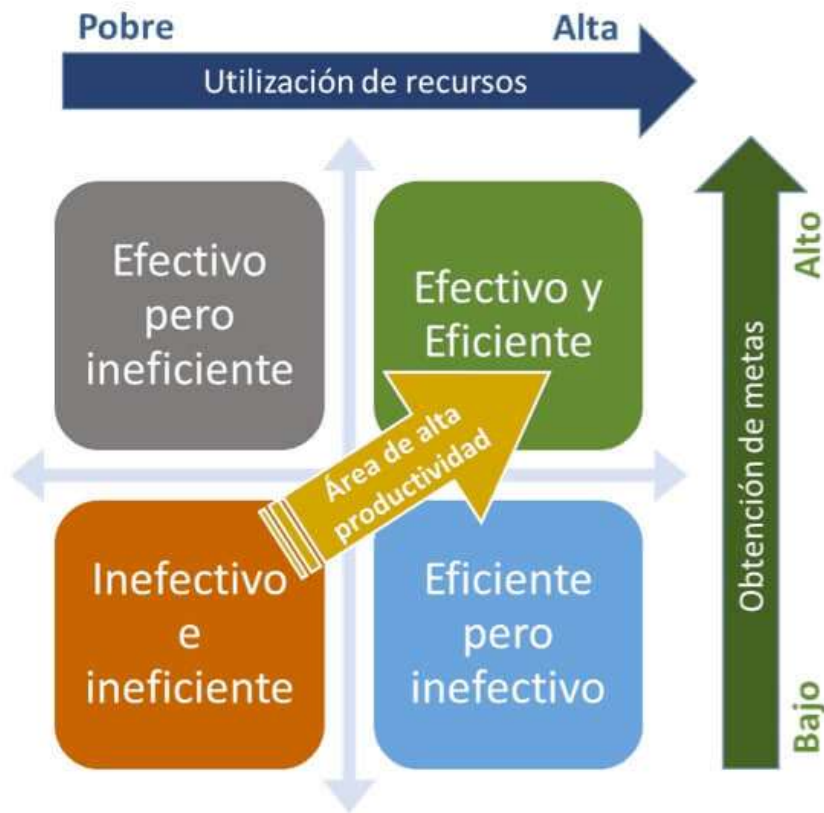 Pobre
Alta
Utilización de recursos
Efectivo
pero
ineficiente
Efectivo y
Eficiente
Área de alta
productividad
Inefectivo
e
ineficiente
Eficiente
pero
inefectivo
Alto
Obtención de metas
Bajo